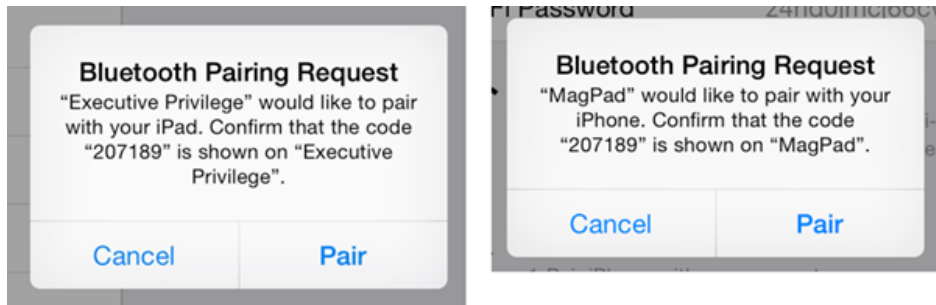 Bluetooth Pairing Request
“Executive Privilege” would like to pair
with your iPad. Confirm that the code
“207189” is shown on “Executive
Privilege”.
Cancel
Pair
Fi Password
Bluetooth Pairing Request
“MagPad” would like to pair with your
iPhone. Confirm that the code
“207189” is shown on “MagPad”.
Cancel
Pair